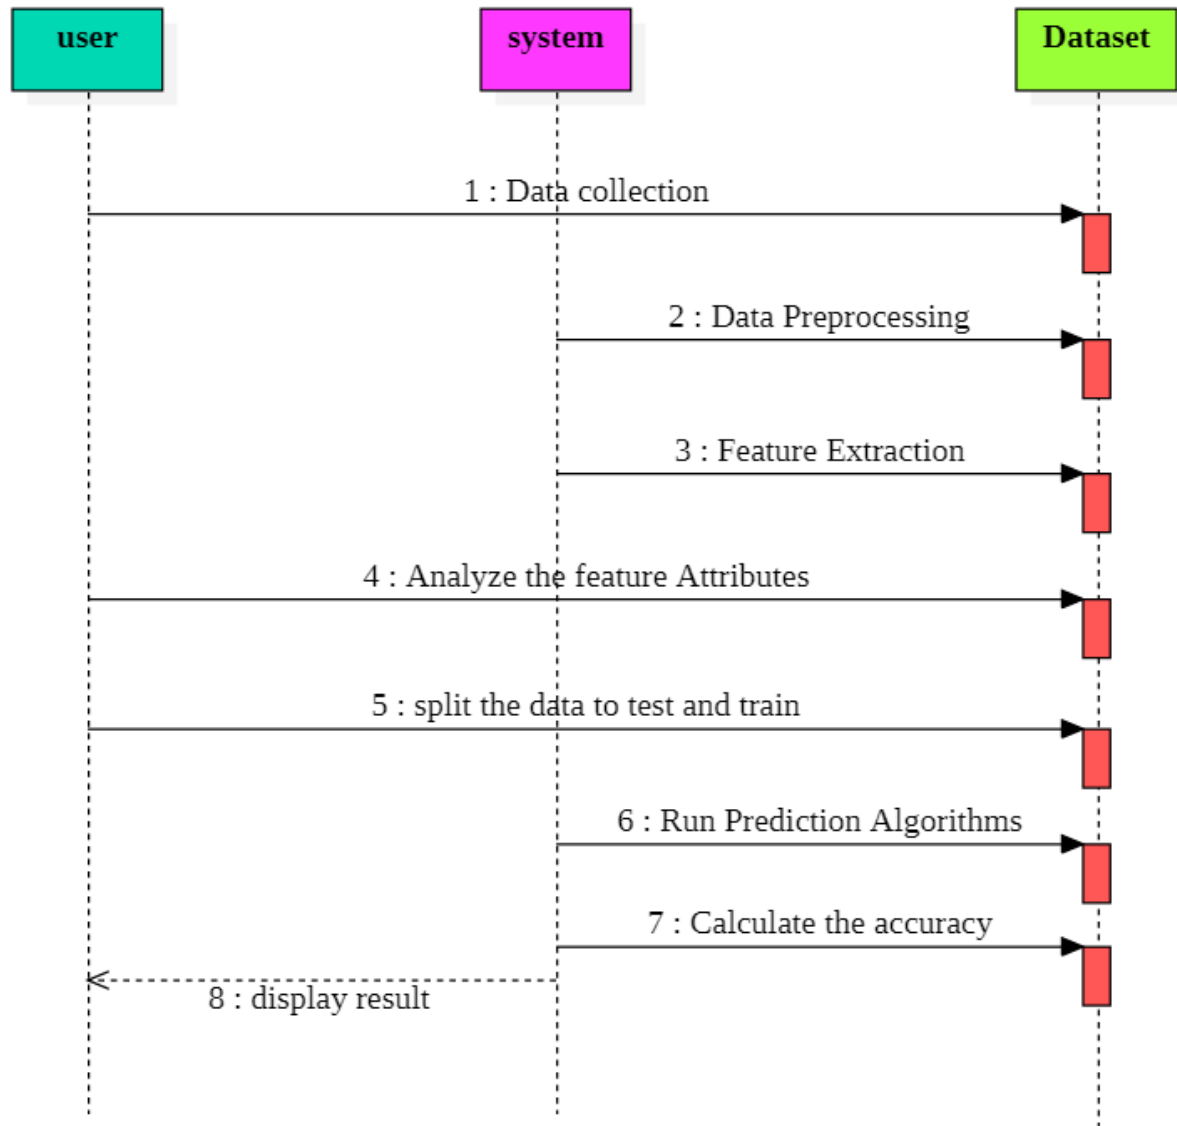 user
system
Dataset
1 : Data collection
2 : Data Preprocessing
3 : Feature Extraction
4 : Analyze the feature Attributes
5 : split the data to test and train
6 : Run Prediction Algorithms
7 : Calculate the accuracy
8 : display result